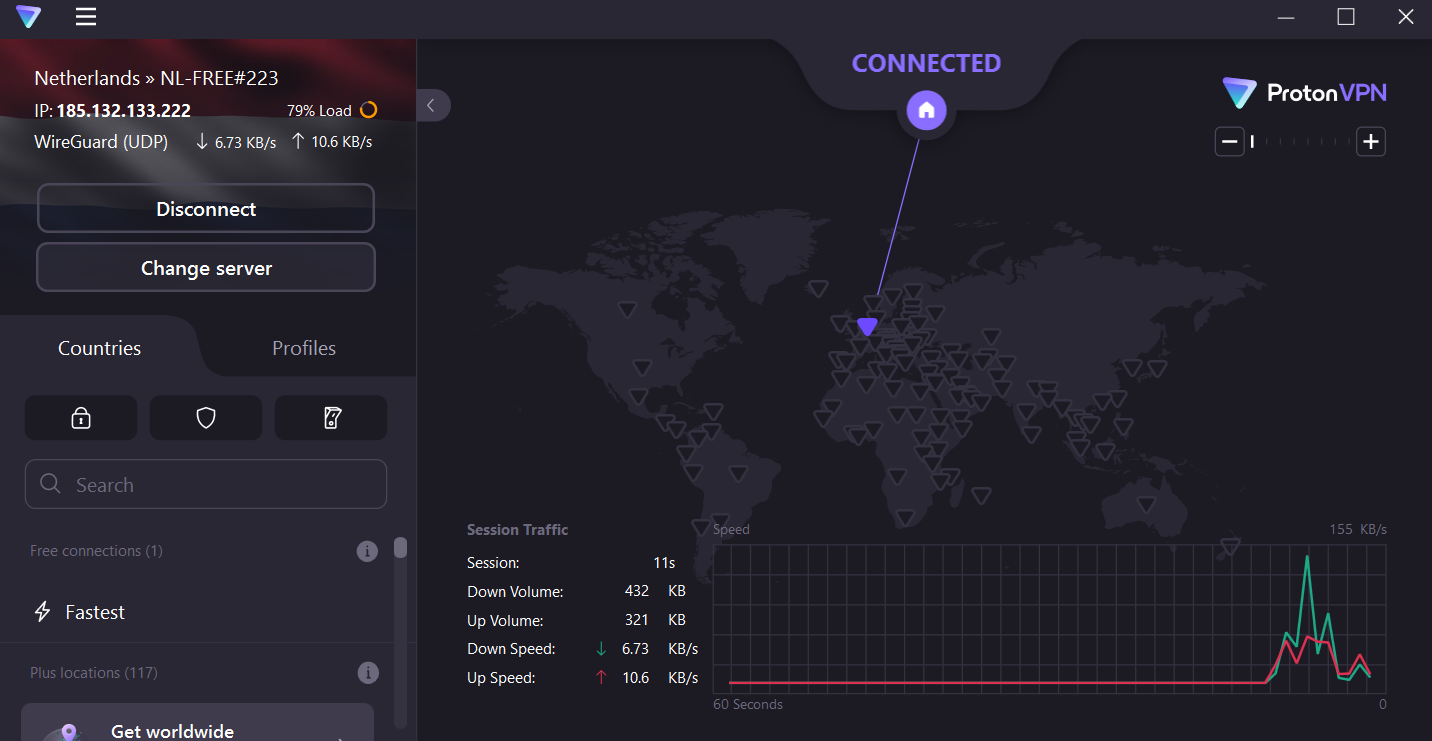 Netherlands » NL-FREE#223
IP: 185.132.133.222 79% Load
WireGuard (UDP) ↓ 6.73 KB/s ↑ 10.6 KB/s
Disconnect
Change server
Countries Profiles
Search
Free connections (1)
Fastest
Plus locations (117)
Get worldwide
CONNECTED
ProtonVPN
Session Traffic
Session: 11s
Down Volume: 432 KB
Up Volume: 321 KB
Down Speed: ↓ 6.73 KB/s
Up Speed: ↑ 10.6 KB/s
Speed 155 KB/s
60 Seconds 0